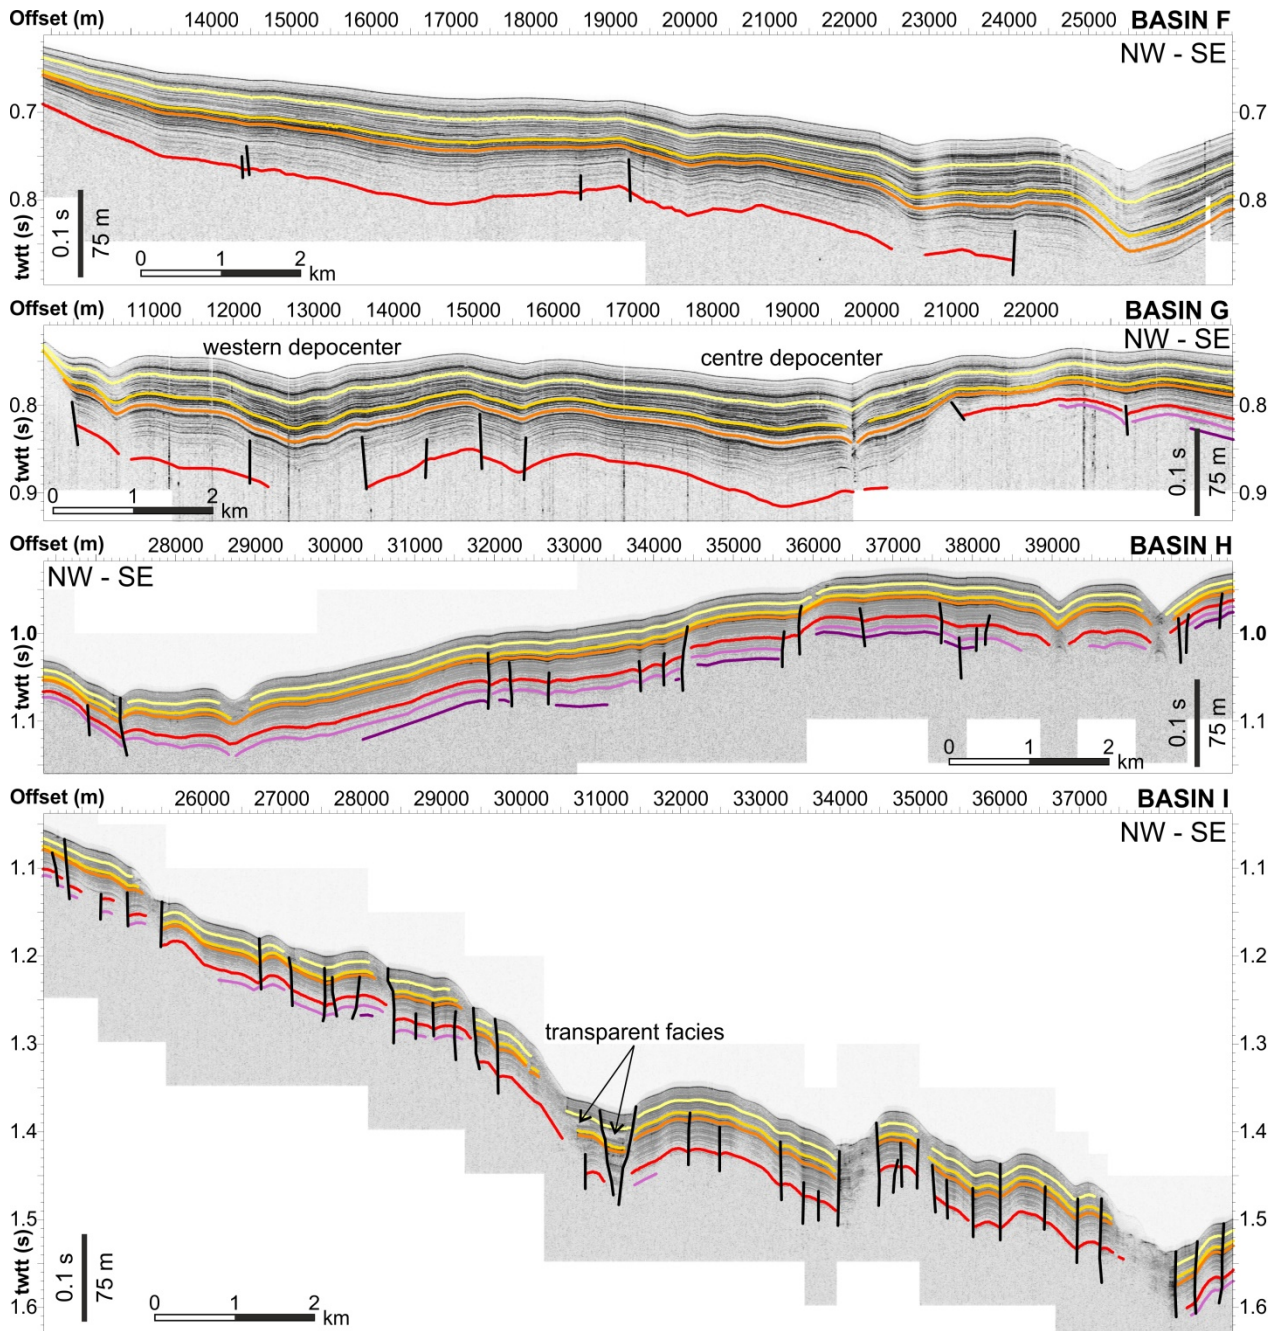 Offset (m) 14000 15000 16000 17000 18000 19000 20000 21000 22000 23000 24000 25000 BASIN F
NW - SE
0.7 0.7
0.8 0.8
twtt (s)
0.1 s
75 m
0 1 2
km
Offset (m) 11000 12000 13000 14000 15000 16000 17000 18000 19000 20000 21000 22000 BASIN G
NW - SE
western depocenter centre depocenter
0.8 0.8
0.9 0.9
twtt (s)
0 1 2
km
0.1 s
75 m
Offset (m) 28000 29000 30000 31000 32000 33000 34000 35000 36000 37000 38000 39000 BASIN H
NW - SE
1.0 1.0
1.1 1.1
twtt (s)
0 1 2
km
0.1 s
75 m
Offset (m) 26000 27000 28000 29000 30000 31000 32000 33000 34000 35000 36000 37000 BASIN I
NW - SE
1.1 1.1
1.2 1.2
1.3 1.3
transparent facies
1.4 1.4
1.5 1.5
1.6 1.6
twtt (s)
0.1 s
75 m
0 1 2
km